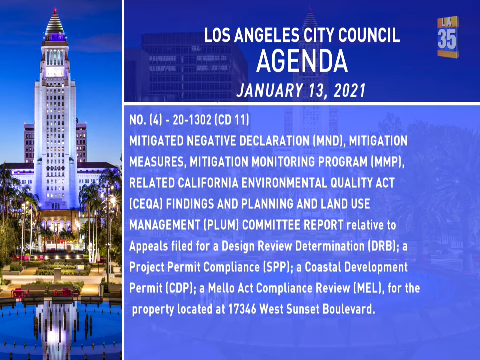 LOS ANGELES CITY COUNCIL
AGENDA
JANUARY 13, 2021
35
NO. (4) - 20-1302 (CD 11)
MITIGATED NEGATIVE DECLARATION (MND), MITIGATION
MEASURES, MITIGATION MONITORING PROGRAM (MMP),
RELATED CALIFORNIA ENVIRONMENTAL QUALITY ACT
(CEQA) FINDINGS AND PLANNING AND LAND USE
MANAGEMENT (PLUM) COMMITTEE REPORT relative to
Appeals filed for a Design Review Determination (DRB); a
Project Permit Compliance (SPP); a Coastal Development
Permit (CDP); a Mello Act Compliance Review (MEL), for the
property located at 17346 West Sunset Boulevard.